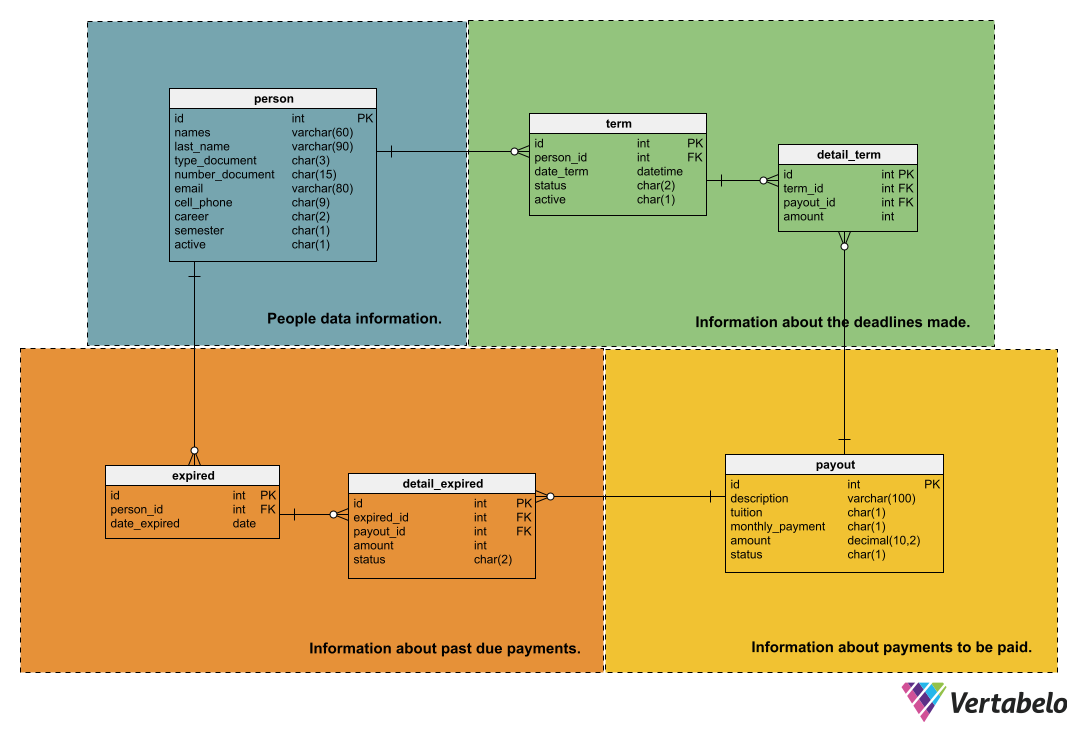 person
id int PK
names varchar(60)
last_name varchar(90)
type_document char(3)
number_document char(15)
email varchar(80)
cell_phone char(9)
career char(2)
semester char(1)
active char(1)
People data information.
term
id int PK
person_id int FK
date_term datetime
status char(2)
active char(1)
detail_term
id int PK
term_id int FK
payout_id int FK
amount int
Information about the deadlines made.
expired
id int PK
person_id int FK
date_expired date
detail_expired
id int PK
expired_id int FK
payout_id int FK
amount int
status char(2)
Information about past due payments.
payout
id int PK
description varchar(100)
tuition char(1)
monthly_payment char(1)
amount decimal(10,2)
status char(1)
Information about payments to be paid.
Vertabelo